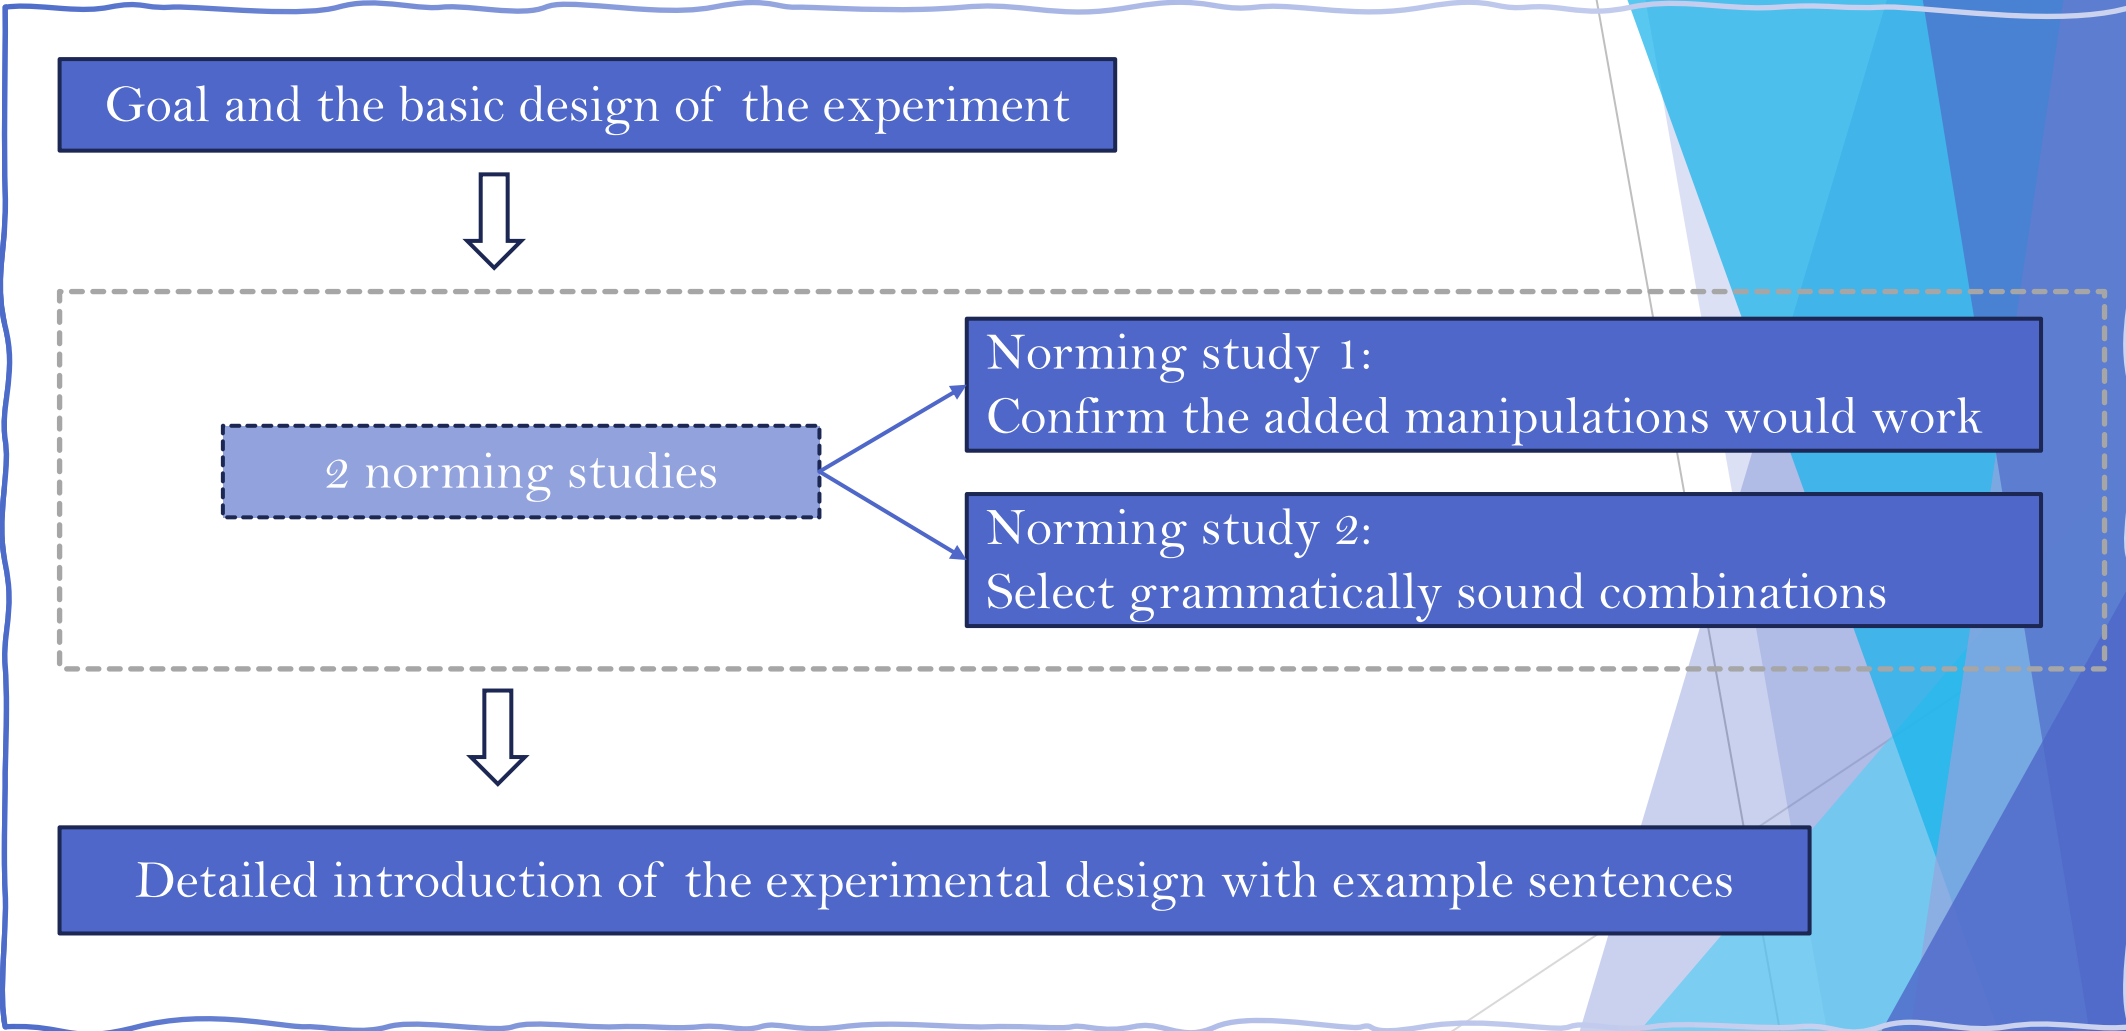 Goal and the basic design of the experiment
2 norming studies
Norming study 1:
Confirm the added manipulations would work
Norming study 2:
Select grammatically sound combinations
Detailed introduction of the experimental design with example sentences